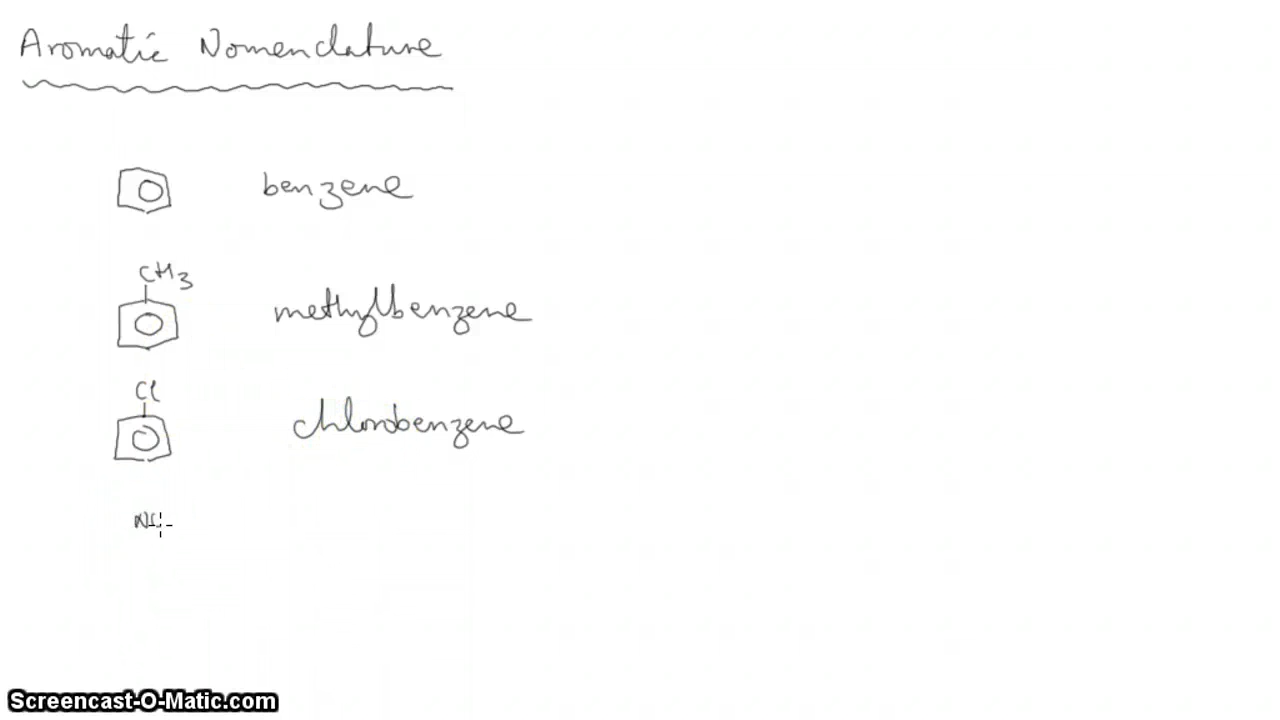 Aromatic Nomenclature
benzene
CH3
methylbenzene
Cl
chlorobenzene
Screencast-O-Matic.com